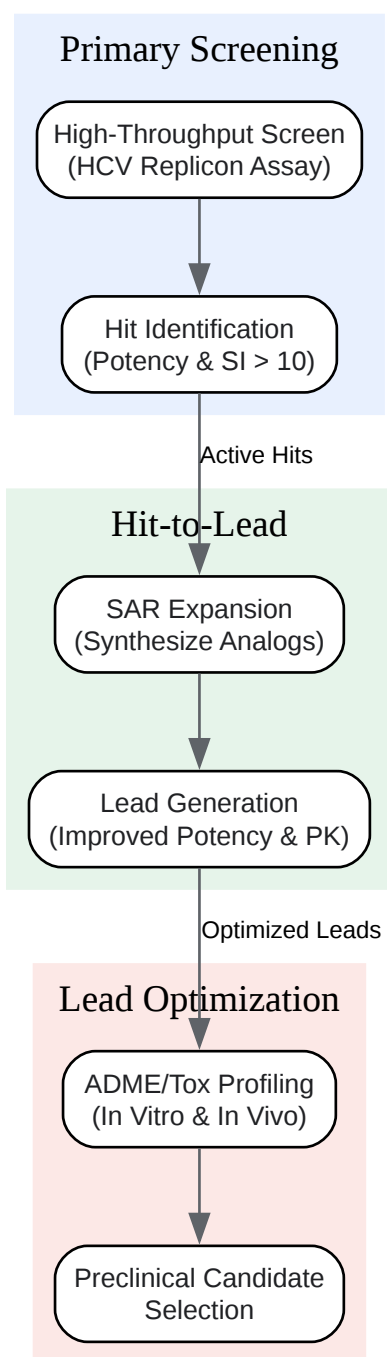 Primary Screening
High-Throughput Screen
(HCV Replicon Assay)
Hit Identification
(Potency & SI > 10)
Active Hits
Hit-to-Lead
SAR Expansion
(Synthesize Analogs)
Lead Generation
(Improved Potency & PK)
Optimized Leads
Lead Optimization
ADME/Tox Profiling
(In Vitro & In Vivo)
Preclinical Candidate
Selection